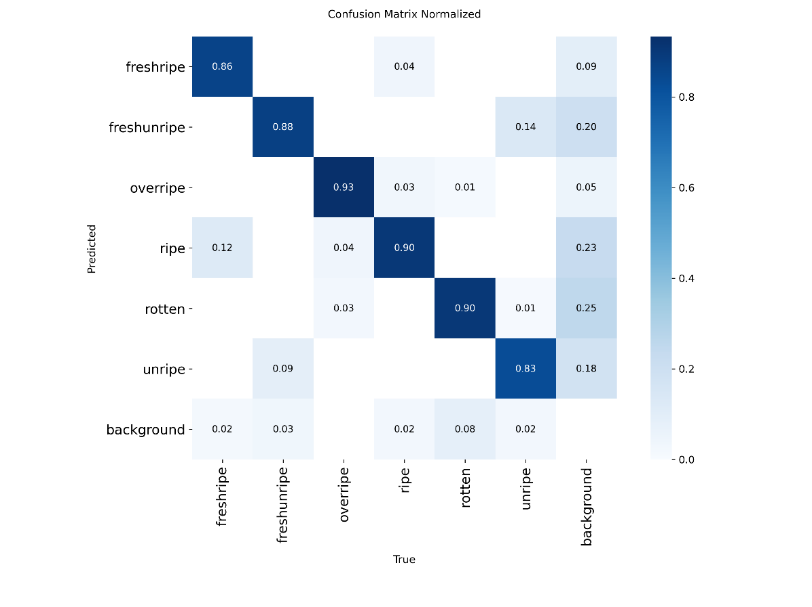 Confusion Matrix Normalized
freshripe 0.86 0.04 0.09
freshunripe 0.88 0.14 0.20
overripe 0.93 0.03 0.01 0.05
ripe 0.12 0.04 0.90 0.23
rotten 0.03 0.90 0.01 0.25
unripe 0.09 0.83 0.18
background 0.02 0.03 0.02 0.08 0.02
Predicted
freshripe freshunripe overripe ripe rotten unripe background
True
0.8
0.6
0.4
0.2
0.0